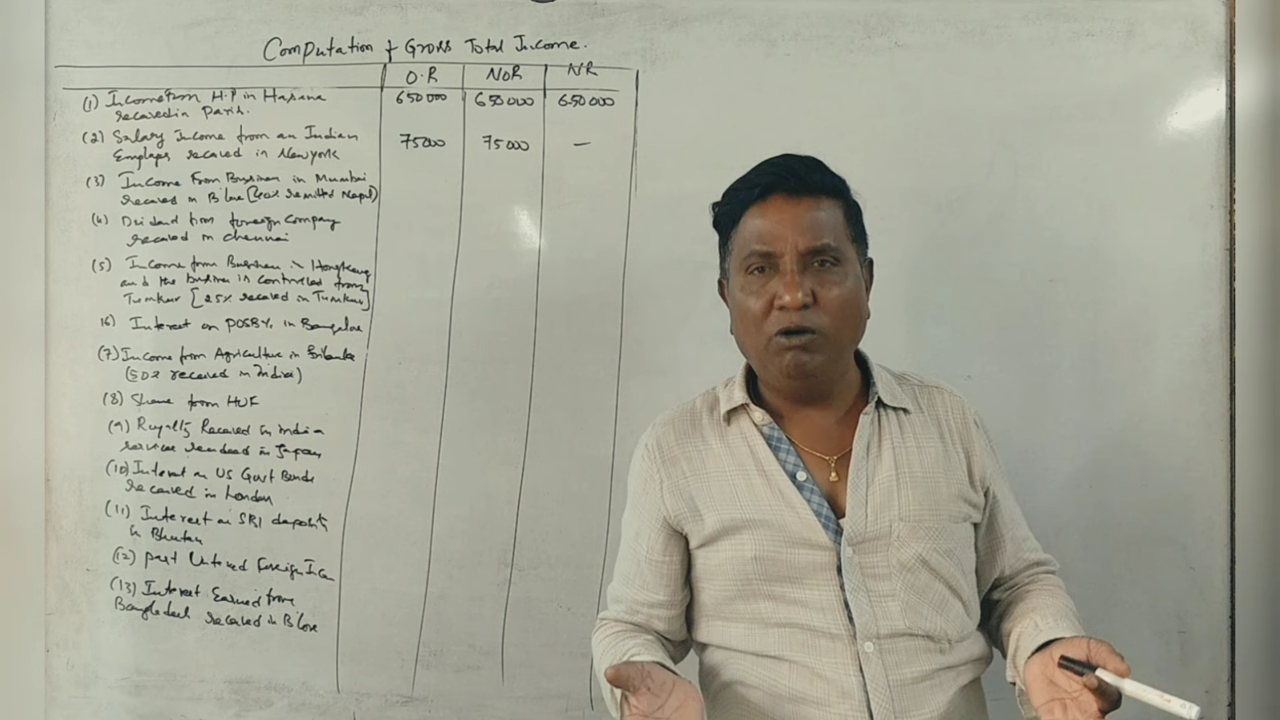 Computation of Gross Total Income.
O.R NOR NR
(1) Income from H.P in Hassana 650000 650000 650000
received in Paris.
(2) Salary Income from an Indian 75000 75000 —
Employer received in Newyork
(3) Income From Business in Mumbai
received in B'lore ( remitted Nepal)
(4) Dividend from foreign Company
received in Chennai
(5) Income from Business in Hongkong
and the business is controlled from
Tumkur [25% received in Tumkur]
(6) Interest on POSB in Bangalore
(7) Income from Agriculture in
(50% received in India)
(8) Share from HUF
(9) Royalty Received in India
service rendered in Japan
(10) Interest on US Govt Bonds
received in London
(11) Interest on SBI deposits
in Bhutan
(12) past Untaxed Foreign Income
(13) Interest Earned from
Bangladesh received in B'lore